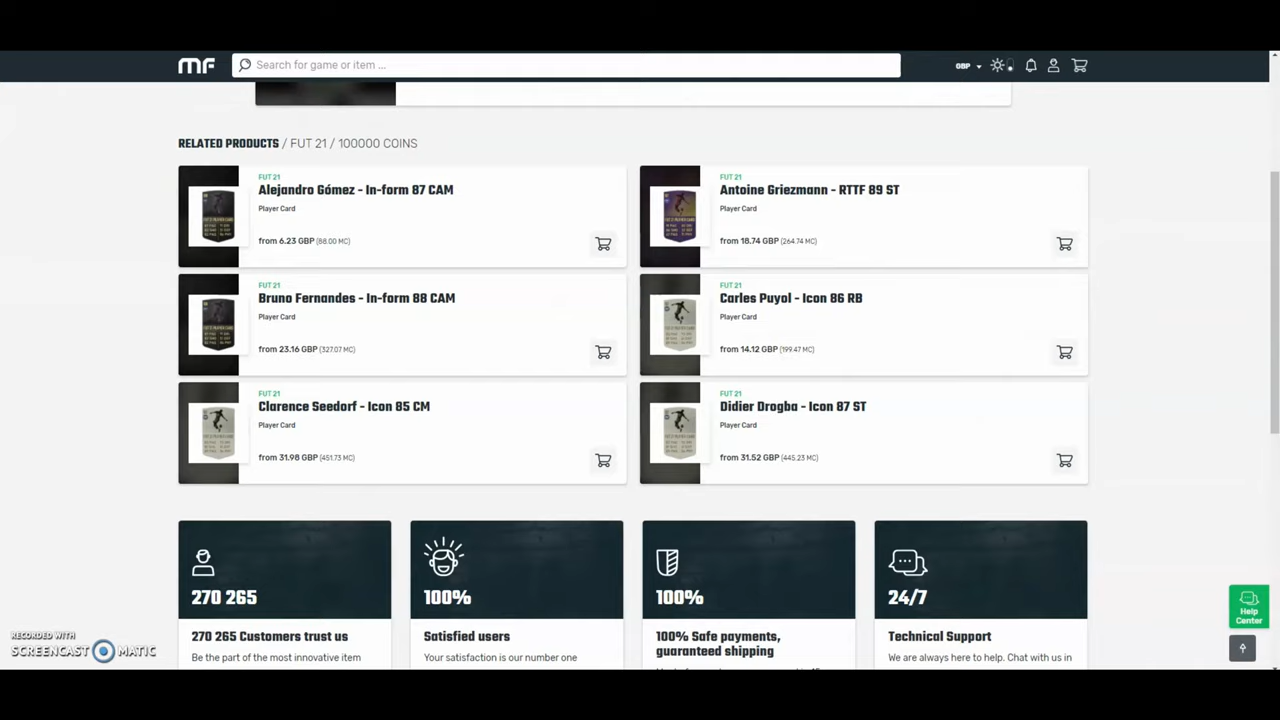 MF
Search for game or item ...
GBP
RELATED PRODUCTS / FUT 21 / 100000 COINS
FUT 21
Alejandro Gómez - In-form 87 CAM
Player Card
from 6.23 GBP (88.00 MC)
FUT 21
Antoine Griezmann - RTTF 89 ST
Player Card
from 18.74 GBP (264.74 MC)
FUT 21
Bruno Fernandes - In-form 88 CAM
Player Card
from 23.16 GBP (327.07 MC)
FUT 21
Carles Puyol - Icon 86 RB
Player Card
from 14.12 GBP (199.47 MC)
FUT 21
Clarence Seedorf - Icon 85 CM
Player Card
from 31.98 GBP (451.73 MC)
FUT 21
Didier Drogba - Icon 87 ST
Player Card
from 31.52 GBP (445.23 MC)
270 265
270 265 Customers trust us
Be the part of the most innovative item
100%
Satisfied users
Your satisfaction is our number one
100%
100% Safe payments,
guaranteed shipping
24/7
Technical Support
We are always here to help. Chat with us in
Help
Center
RECORDED WITH
SCREENCAST MATIC